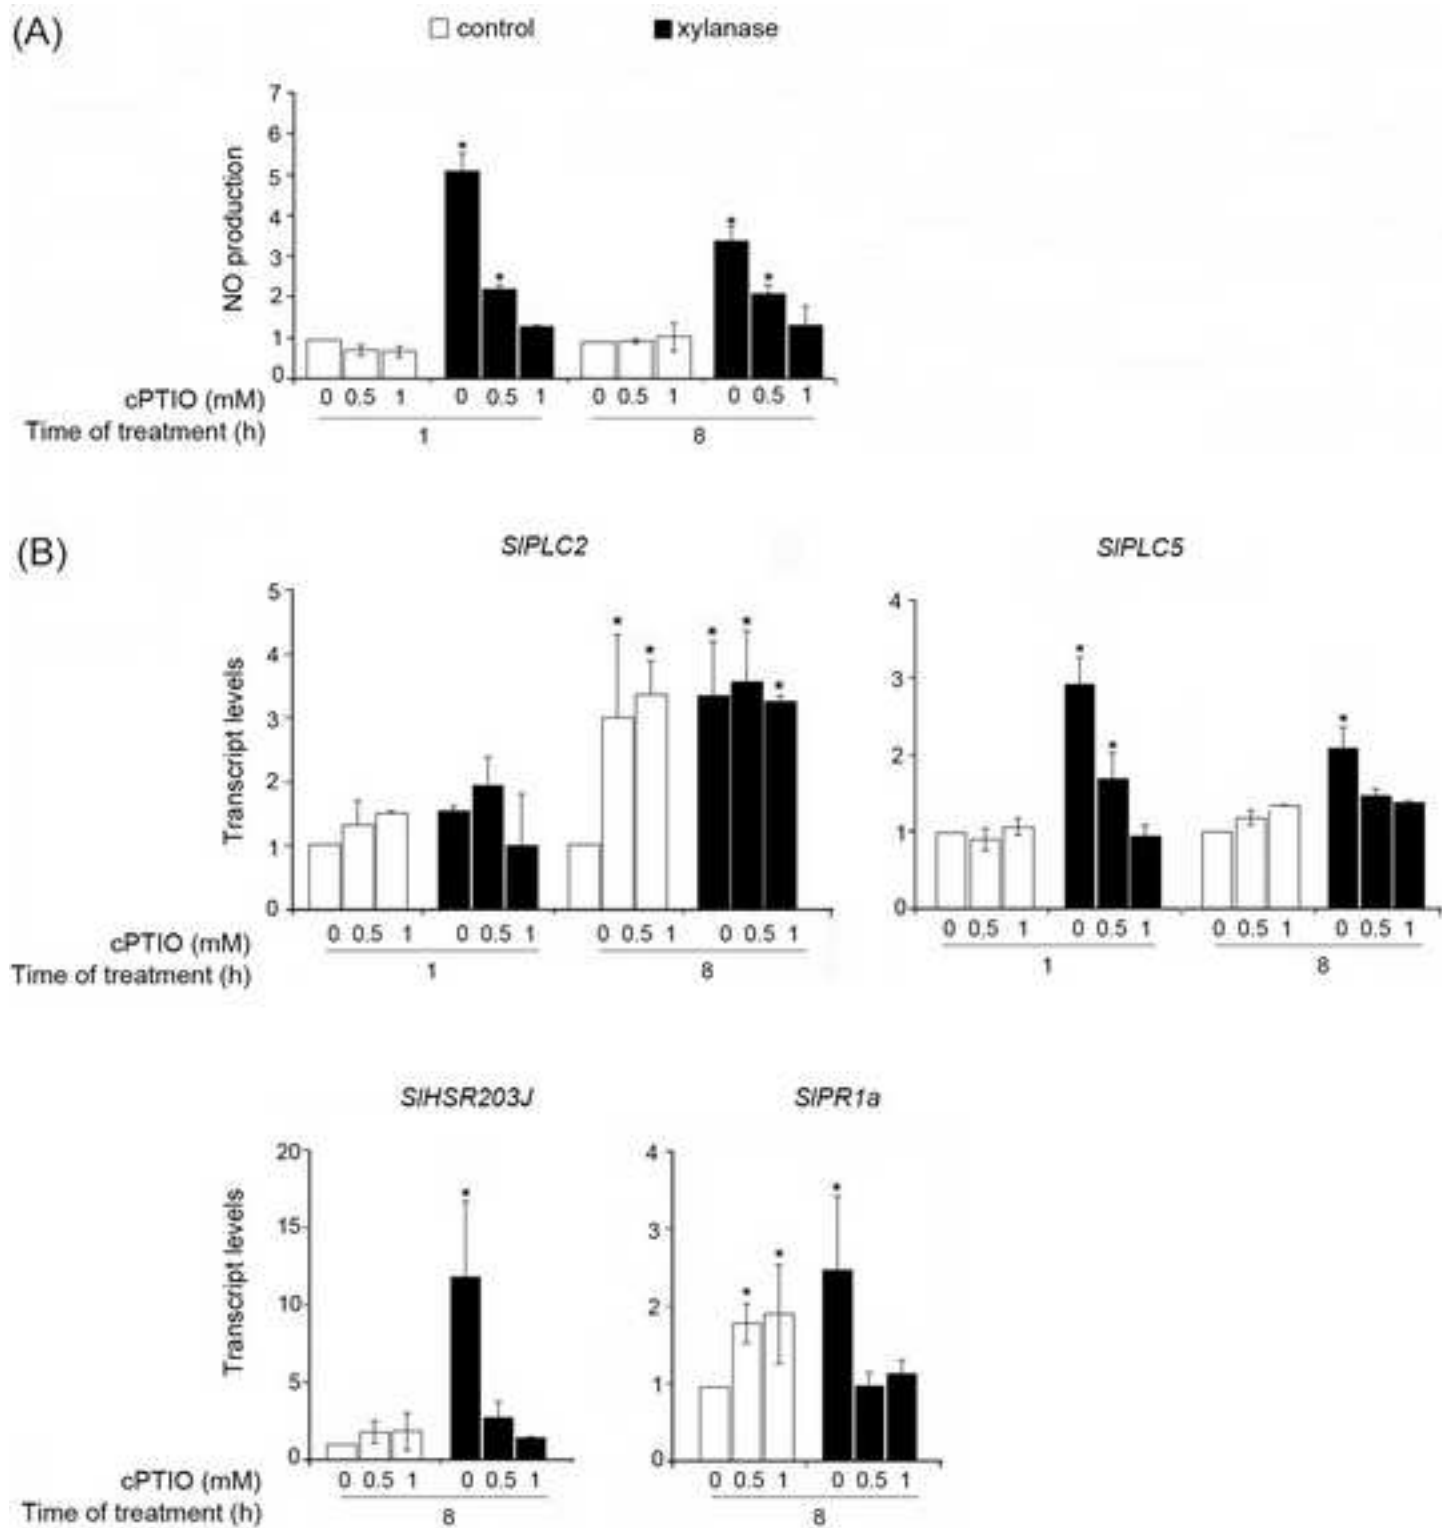 (A)
control xylanase
7
6
5
4
3
2
1
0
NO production
cPTIO (mM) 0 0.5 1 0 0.5 1 0 0.5 1 0 0.5 1
Time of treatment (h) 1 8
(B)
SlPLC2 SlPLC5
5
4
3
2
1
0
Transcript levels
4
3
2
1
0
cPTIO (mM) 0 0.5 1 0 0.5 1 0 0.5 1 0 0.5 1 0 0.5 1 0 0.5 1 0 0.5 1 0 0.5 1
Time of treatment (h) 1 8 1 8
SlHSR203J SlPR1a
20
15
10
5
0
Transcript levels
4
3
2
1
0
cPTIO (mM) 0 0.5 1 0 0.5 1 0 0.5 1 0 0.5 1
Time of treatment (h) 8 8